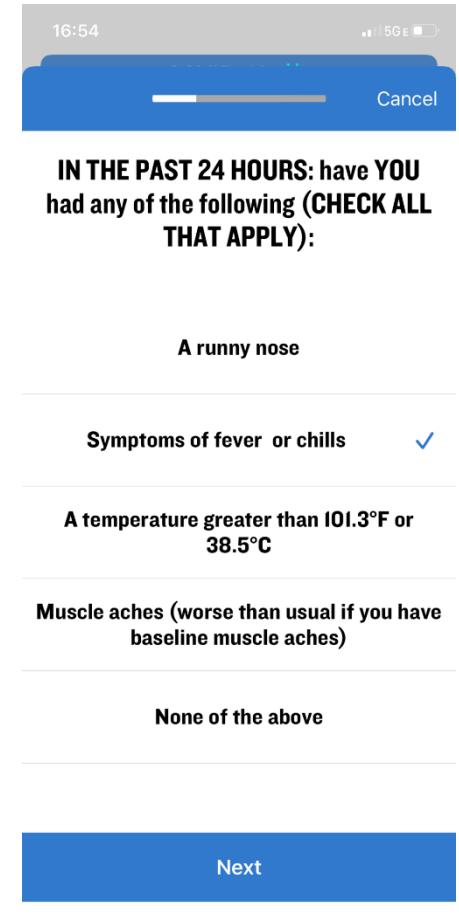 16:54
5G E
Cancel
IN THE PAST 24 HOURS: have YOU
had any of the following (CHECK ALL
THAT APPLY):
A runny nose
Symptoms of fever  or chills
A temperature greater than 101.3°F or
38.5°C
Muscle aches (worse than usual if you have
baseline muscle aches)
None of the above
Next